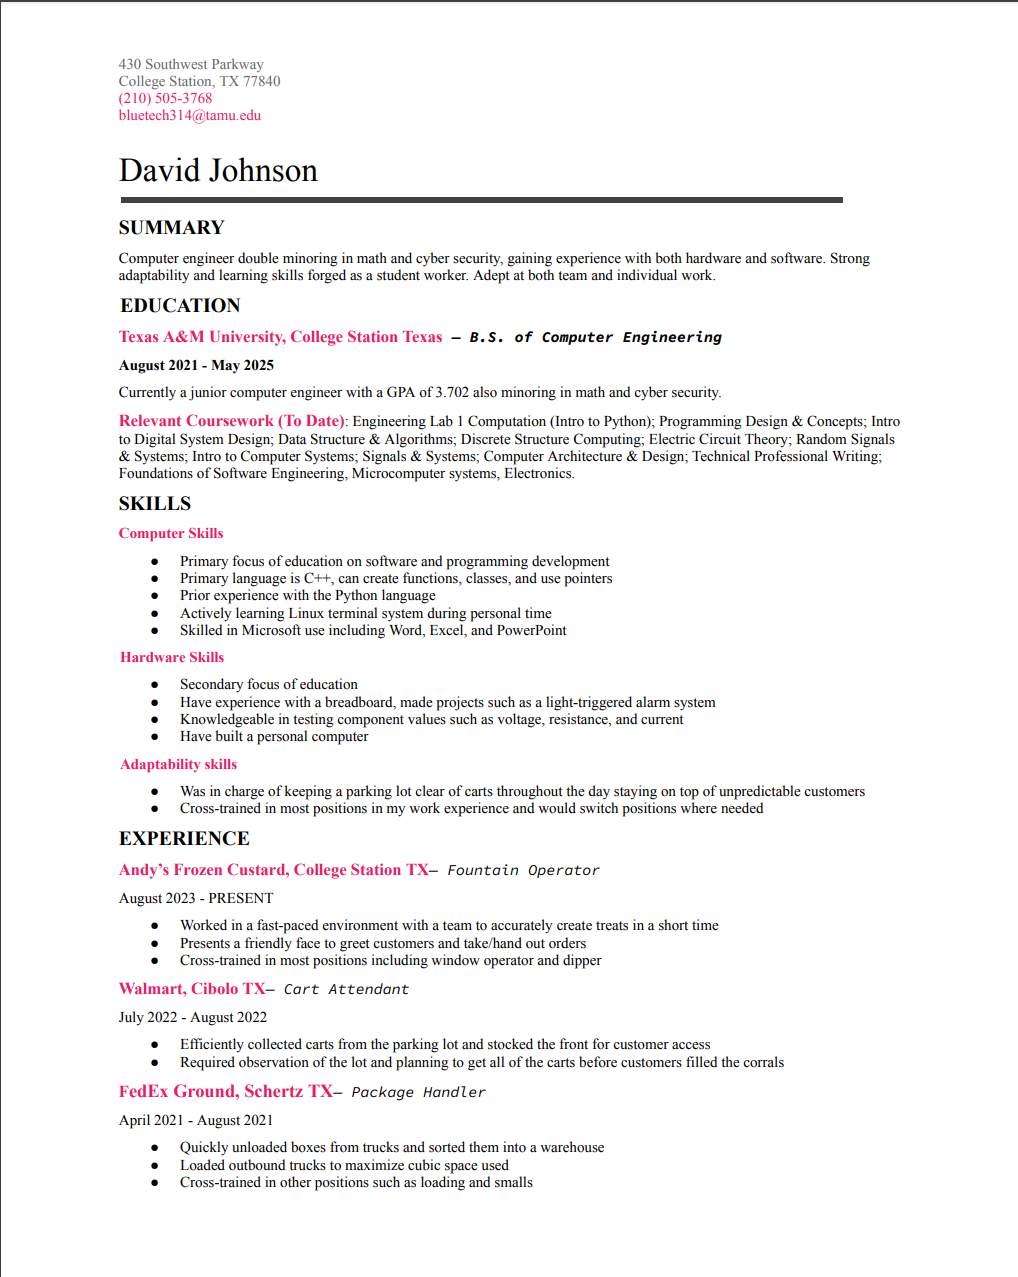 430 Southwest Parkway
College Station, TX 77840
(210) 505-3768
bluetech314@tamu.edu
David Johnson
SUMMARY
Computer engineer double minoring in math and cyber security, gaining experience with both hardware and software. Strong
adaptability and learning skills forged as a student worker. Adept at both team and individual work.
EDUCATION
Texas A&M University, College Station Texas – B.S. of Computer Engineering
August 2021 - May 2025
Currently a junior computer engineer with a GPA of 3.702 also minoring in math and cyber security.
Relevant Coursework (To Date): Engineering Lab 1 Computation (Intro to Python); Programming Design & Concepts; Intro
to Digital System Design; Data Structure & Algorithms; Discrete Structure Computing; Electric Circuit Theory; Random Signals
& Systems; Intro to Computer Systems; Signals & Systems; Computer Architecture & Design; Technical Professional Writing;
Foundations of Software Engineering, Microcomputer systems, Electronics.
SKILLS
Computer Skills
● Primary focus of education on software and programming development
● Primary language is C++, can create functions, classes, and use pointers
● Prior experience with the Python language
● Actively learning Linux terminal system during personal time
● Skilled in Microsoft use including Word, Excel, and PowerPoint
Hardware Skills
● Secondary focus of education
● Have experience with a breadboard, made projects such as a light-triggered alarm system
● Knowledgeable in testing component values such as voltage, resistance, and current
● Have built a personal computer
Adaptability skills
● Was in charge of keeping a parking lot clear of carts throughout the day staying on top of unpredictable customers
● Cross-trained in most positions in my work experience and would switch positions where needed
EXPERIENCE
Andy’s Frozen Custard, College Station TX– Fountain Operator
August 2023 - PRESENT
● Worked in a fast-paced environment with a team to accurately create treats in a short time
● Presents a friendly face to greet customers and take/hand out orders
● Cross-trained in most positions including window operator and dipper
Walmart, Cibolo TX– Cart Attendant
July 2022 - August 2022
● Efficiently collected carts from the parking lot and stocked the front for customer access
● Required observation of the lot and planning to get all of the carts before customers filled the corrals
FedEx Ground, Schertz TX– Package Handler
April 2021 - August 2021
● Quickly unloaded boxes from trucks and sorted them into a warehouse
● Loaded outbound trucks to maximize cubic space used
● Cross-trained in other positions such as loading and smalls